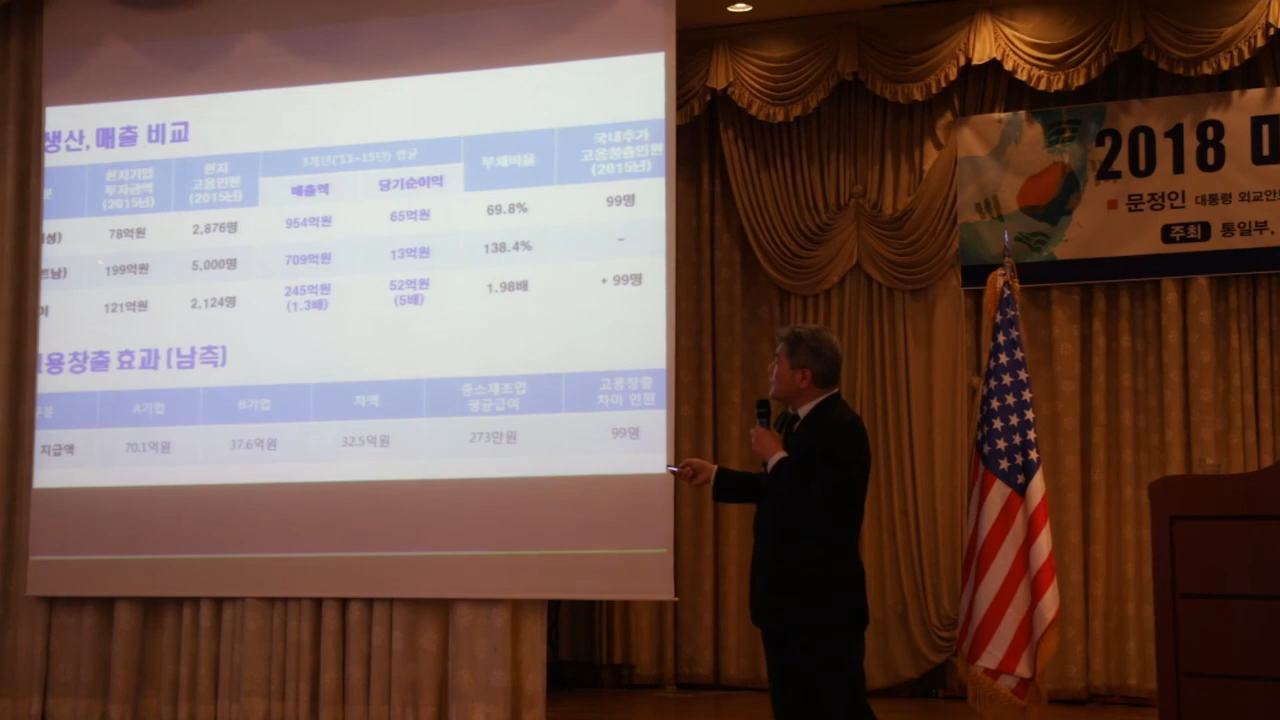 생산, 매출 비교
분 현지기업 투자금액 (2015년) 현지 고용인원 (2015년) 3개년('13~15년) 평균 매출액 당기순이익 부채비율 국내추가 고용창출인원 (2015년)
성) 78억원 2,876명 954억원 65억원 69.8% 99명
트남) 199억원 5,000명 709억원 13억원 138.4% -
이 121억원 2,124명 245억원 (1.3배) 52억원 (5배) 1.98배 + 99명
고용창출 효과 (남측)
구분 A기업 B기업 차액 중소제조업 평균급여 고용창출 차이 인원
지급액 70.1억원 37.6억원 32.5억원 273만원 99명
2018
문정인 대통령 외교안
주최 통일부,